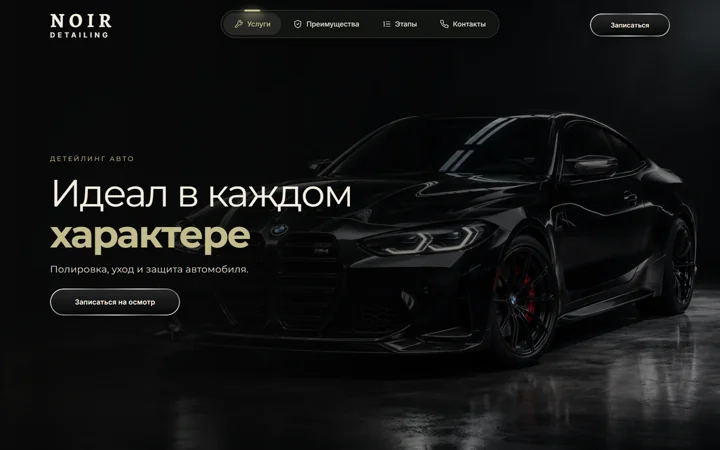 NOIR
DETAILING
Услуги
Преимущества
Этапы
Контакты
Записаться
ДЕТЕЙЛИНГ АВТО
Идеал в каждом
характере
Полировка, уход и защита автомобиля.
Записаться на осмотр